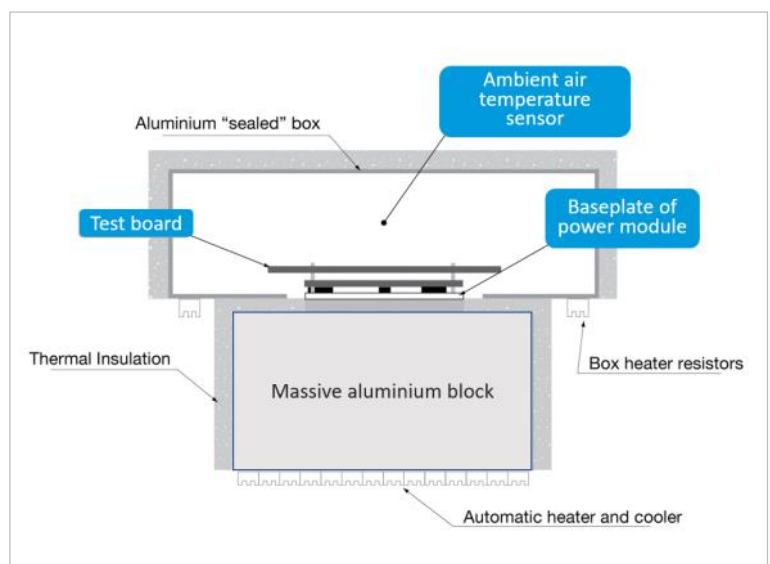 Ambient air
temperature
sensor
Aluminium “sealed” box
Test board
Baseplate of
power module
Thermal Insulation
Box heater resistors
Massive aluminium block
Automatic heater and cooler